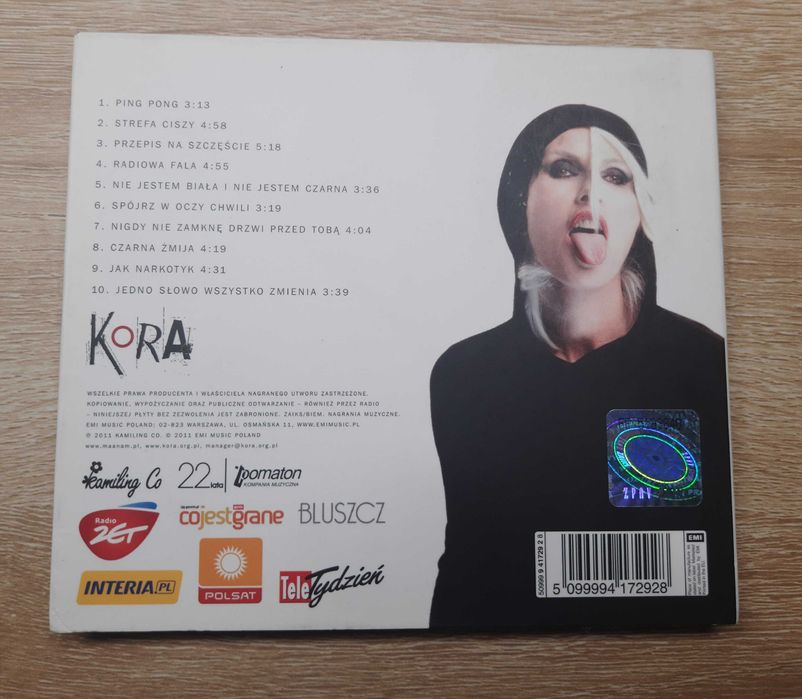 1. PING PONG 3:13
2. STREFA CISZY 4:58
3. PRZEPIS NA SZCZĘŚCIE 5:18
4. RADIOWA FALA 4:55
5. NIE JESTEM BIAŁA I NIE JESTEM CZARNA 3:36
6. SPÓJRZ W OCZY CHWILI 3:19
7. NIGDY NIE ZAMKNĘ DRZWI PRZED TOBĄ 4:04
8. CZARNA ŻMIJA 4:19
9. JAK NARKOTYK 4:31
10. JEDNO SŁOWO WSZYSTKO ZMIENIA 3:39
KORA
WSZELKIE PRAWA PRODUCENTA I WŁAŚCICIELA NAGRANEGO UTWORU ZASTRZEŻONE.
KOPIOWANIE, WYPOŻYCZANIE ORAZ PUBLICZNE ODTWARZANIE – RÓWNIEŻ PRZEZ RADIO
– NINIEJSZEJ PŁYTY BEZ ZEZWOLENIA JEST ZABRONIONE. ZAIKS/BIEM. NAGRANIA MUZYCZNE.
EMI MUSIC POLAND: 02-823 WARSZAWA, UL. OSMAŃSKA 11, WWW.EMIMUSIC.PL
℗ 2011 KAMILING CO. © 2011 EMI MUSIC POLAND
www.maanam.pl, www.kora.org.pl, manager@kora.org.pl
Kamiling Co
22 lata
pomaton
KOMPANIA MUZYCZNA
Radio
ZET
cojestgrane
BLUSZCZ
INTERIA.PL
POLSAT
Tele Tydzień
ZPAV
50999 9 41729 2 8
5 099994 172928
EMI